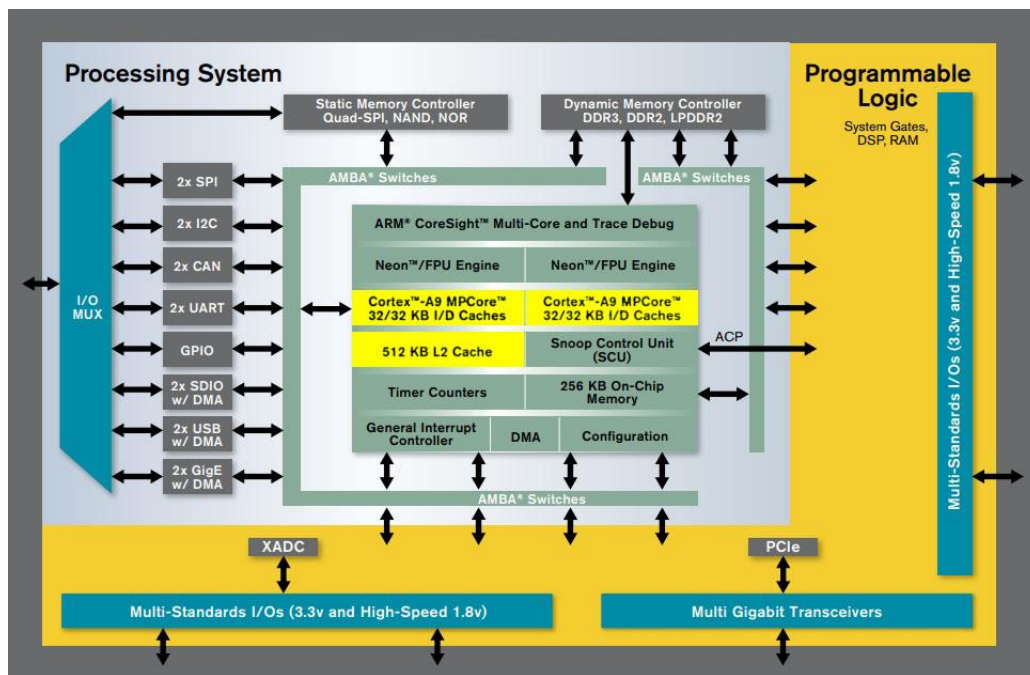 Processing System
Programmable
Logic
System Gates,
DSP, RAM
Static Memory Controller
Quad-SPI, NAND, NOR
Dynamic Memory Controller
DDR3, DDR2, LPDDR2
AMBA® Switches
AMBA® Switches
I/O
MUX
2x SPI
2x I2C
2x CAN
2x UART
GPIO
2x SDIO
w/ DMA
2x USB
w/ DMA
2x GigE
w/ DMA
ARM® CoreSight™ Multi-Core and Trace Debug
Neon™/FPU Engine
Neon™/FPU Engine
Cortex™-A9 MPCore™
32/32 KB I/D Caches
Cortex™-A9 MPCore™
32/32 KB I/D Caches
512 KB L2 Cache
Snoop Control Unit
(SCU)
ACP
Timer Counters
256 KB On-Chip
Memory
General Interrupt
Controller
DMA
Configuration
AMBA® Switches
Multi-Standards I/Os (3.3v and High-Speed 1.8v)
XADC
PCIe
Multi-Standards I/Os (3.3v and High-Speed 1.8v)
Multi Gigabit Transceivers